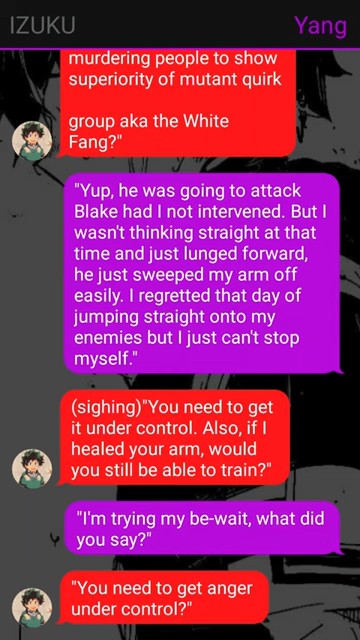 IZUKU
Yang
murdering people to show
superiority of mutant quirk
group aka the White
Fang?"
"Yup, he was going to attack
Blake had I not intervened. But I
wasn't thinking straight at that
time and just lunged forward,
he just sweeped my arm off
easily. I regretted that day of
jumping straight onto my
enemies but I just can't stop
myself."
(sighing)"You need to get
it under control. Also, if I
healed your arm, would
you still be able to train?"
"I'm trying my be-wait, what did
you say?"
"You need to get anger
under control?"